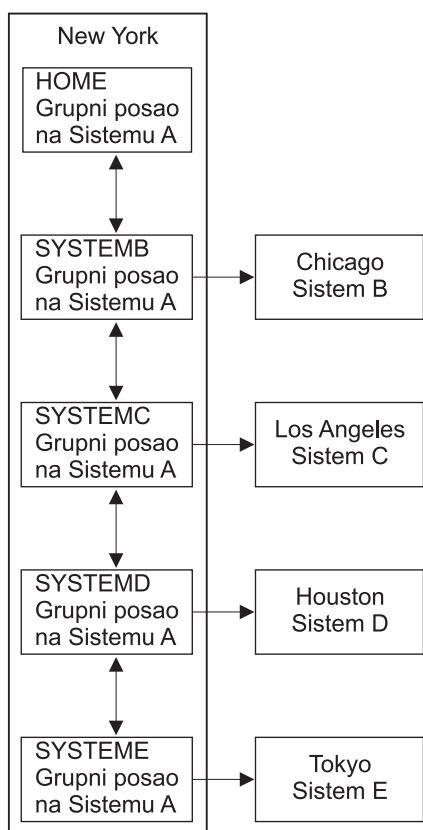 New York
HOME
Grupni posao
na Sistemu A
SYSTEMB
Grupni posao
na Sistemu A
Chicago
Sistem B
SYSTEMC
Grupni posao
na Sistemu A
Los Angeles
Sistem C
SYSTEMD
Grupni posao
na Sistemu A
Houston
Sistem D
SYSTEME
Grupni posao
na Sistemu A
Tokyo
Sistem E